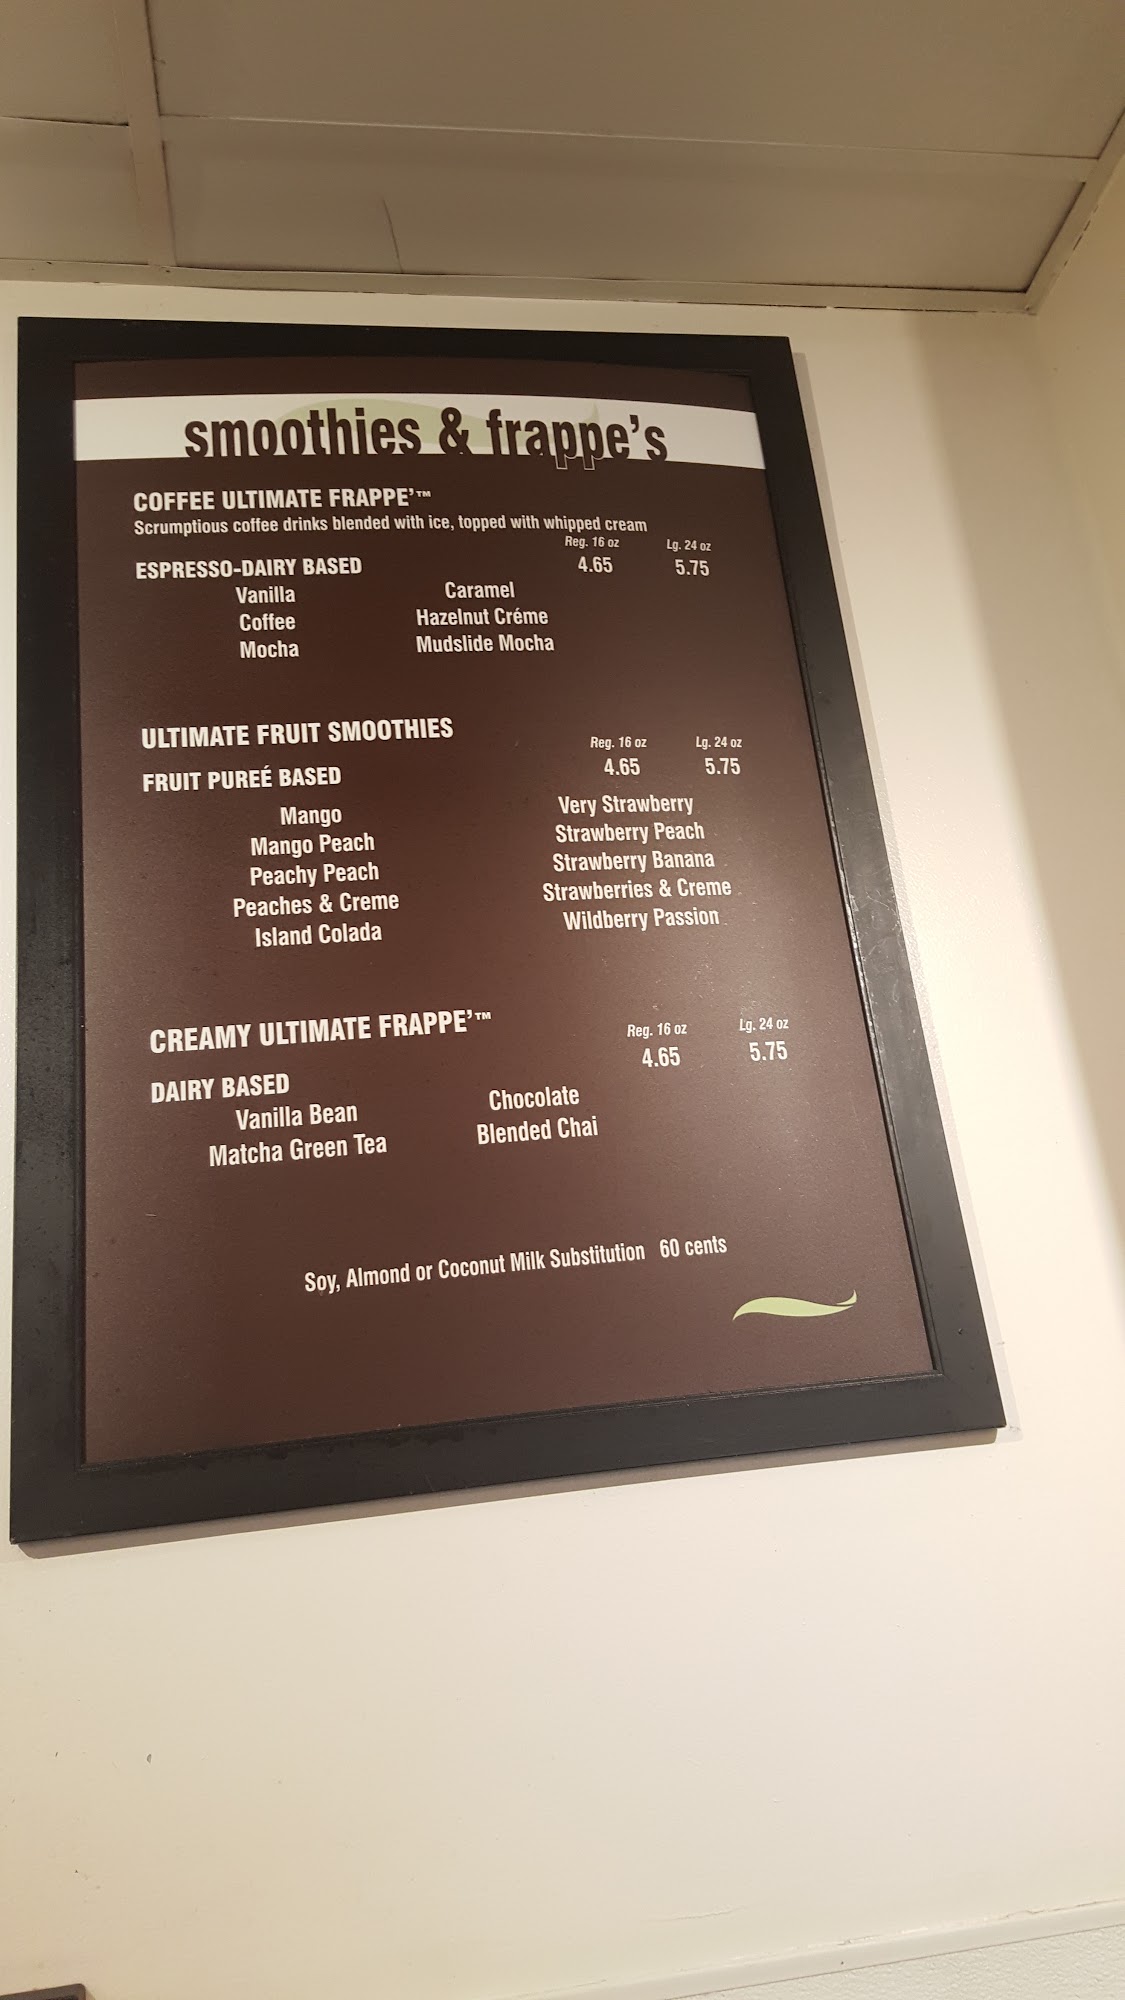 smoothies & frappe's
COFFEE ULTIMATE FRAPPE'™
Scrumptious coffee drinks blended with ice, topped with whipped cream
Reg. 16 oz Lg. 24 oz
ESPRESSO-DAIRY BASED 4.65 5.75
Vanilla Caramel
Coffee Hazelnut Créme
Mocha Mudslide Mocha
ULTIMATE FRUIT SMOOTHIES
Reg. 16 oz Lg. 24 oz
FRUIT PUREÉ BASED 4.65 5.75
Mango Very Strawberry
Mango Peach Strawberry Peach
Peachy Peach Strawberry Banana
Peaches & Creme Strawberries & Creme
Island Colada Wildberry Passion
CREAMY ULTIMATE FRAPPE'™
Reg. 16 oz Lg. 24 oz
4.65 5.75
DAIRY BASED
Vanilla Bean Chocolate
Matcha Green Tea Blended Chai
Soy, Almond or Coconut Milk Substitution 60 cents